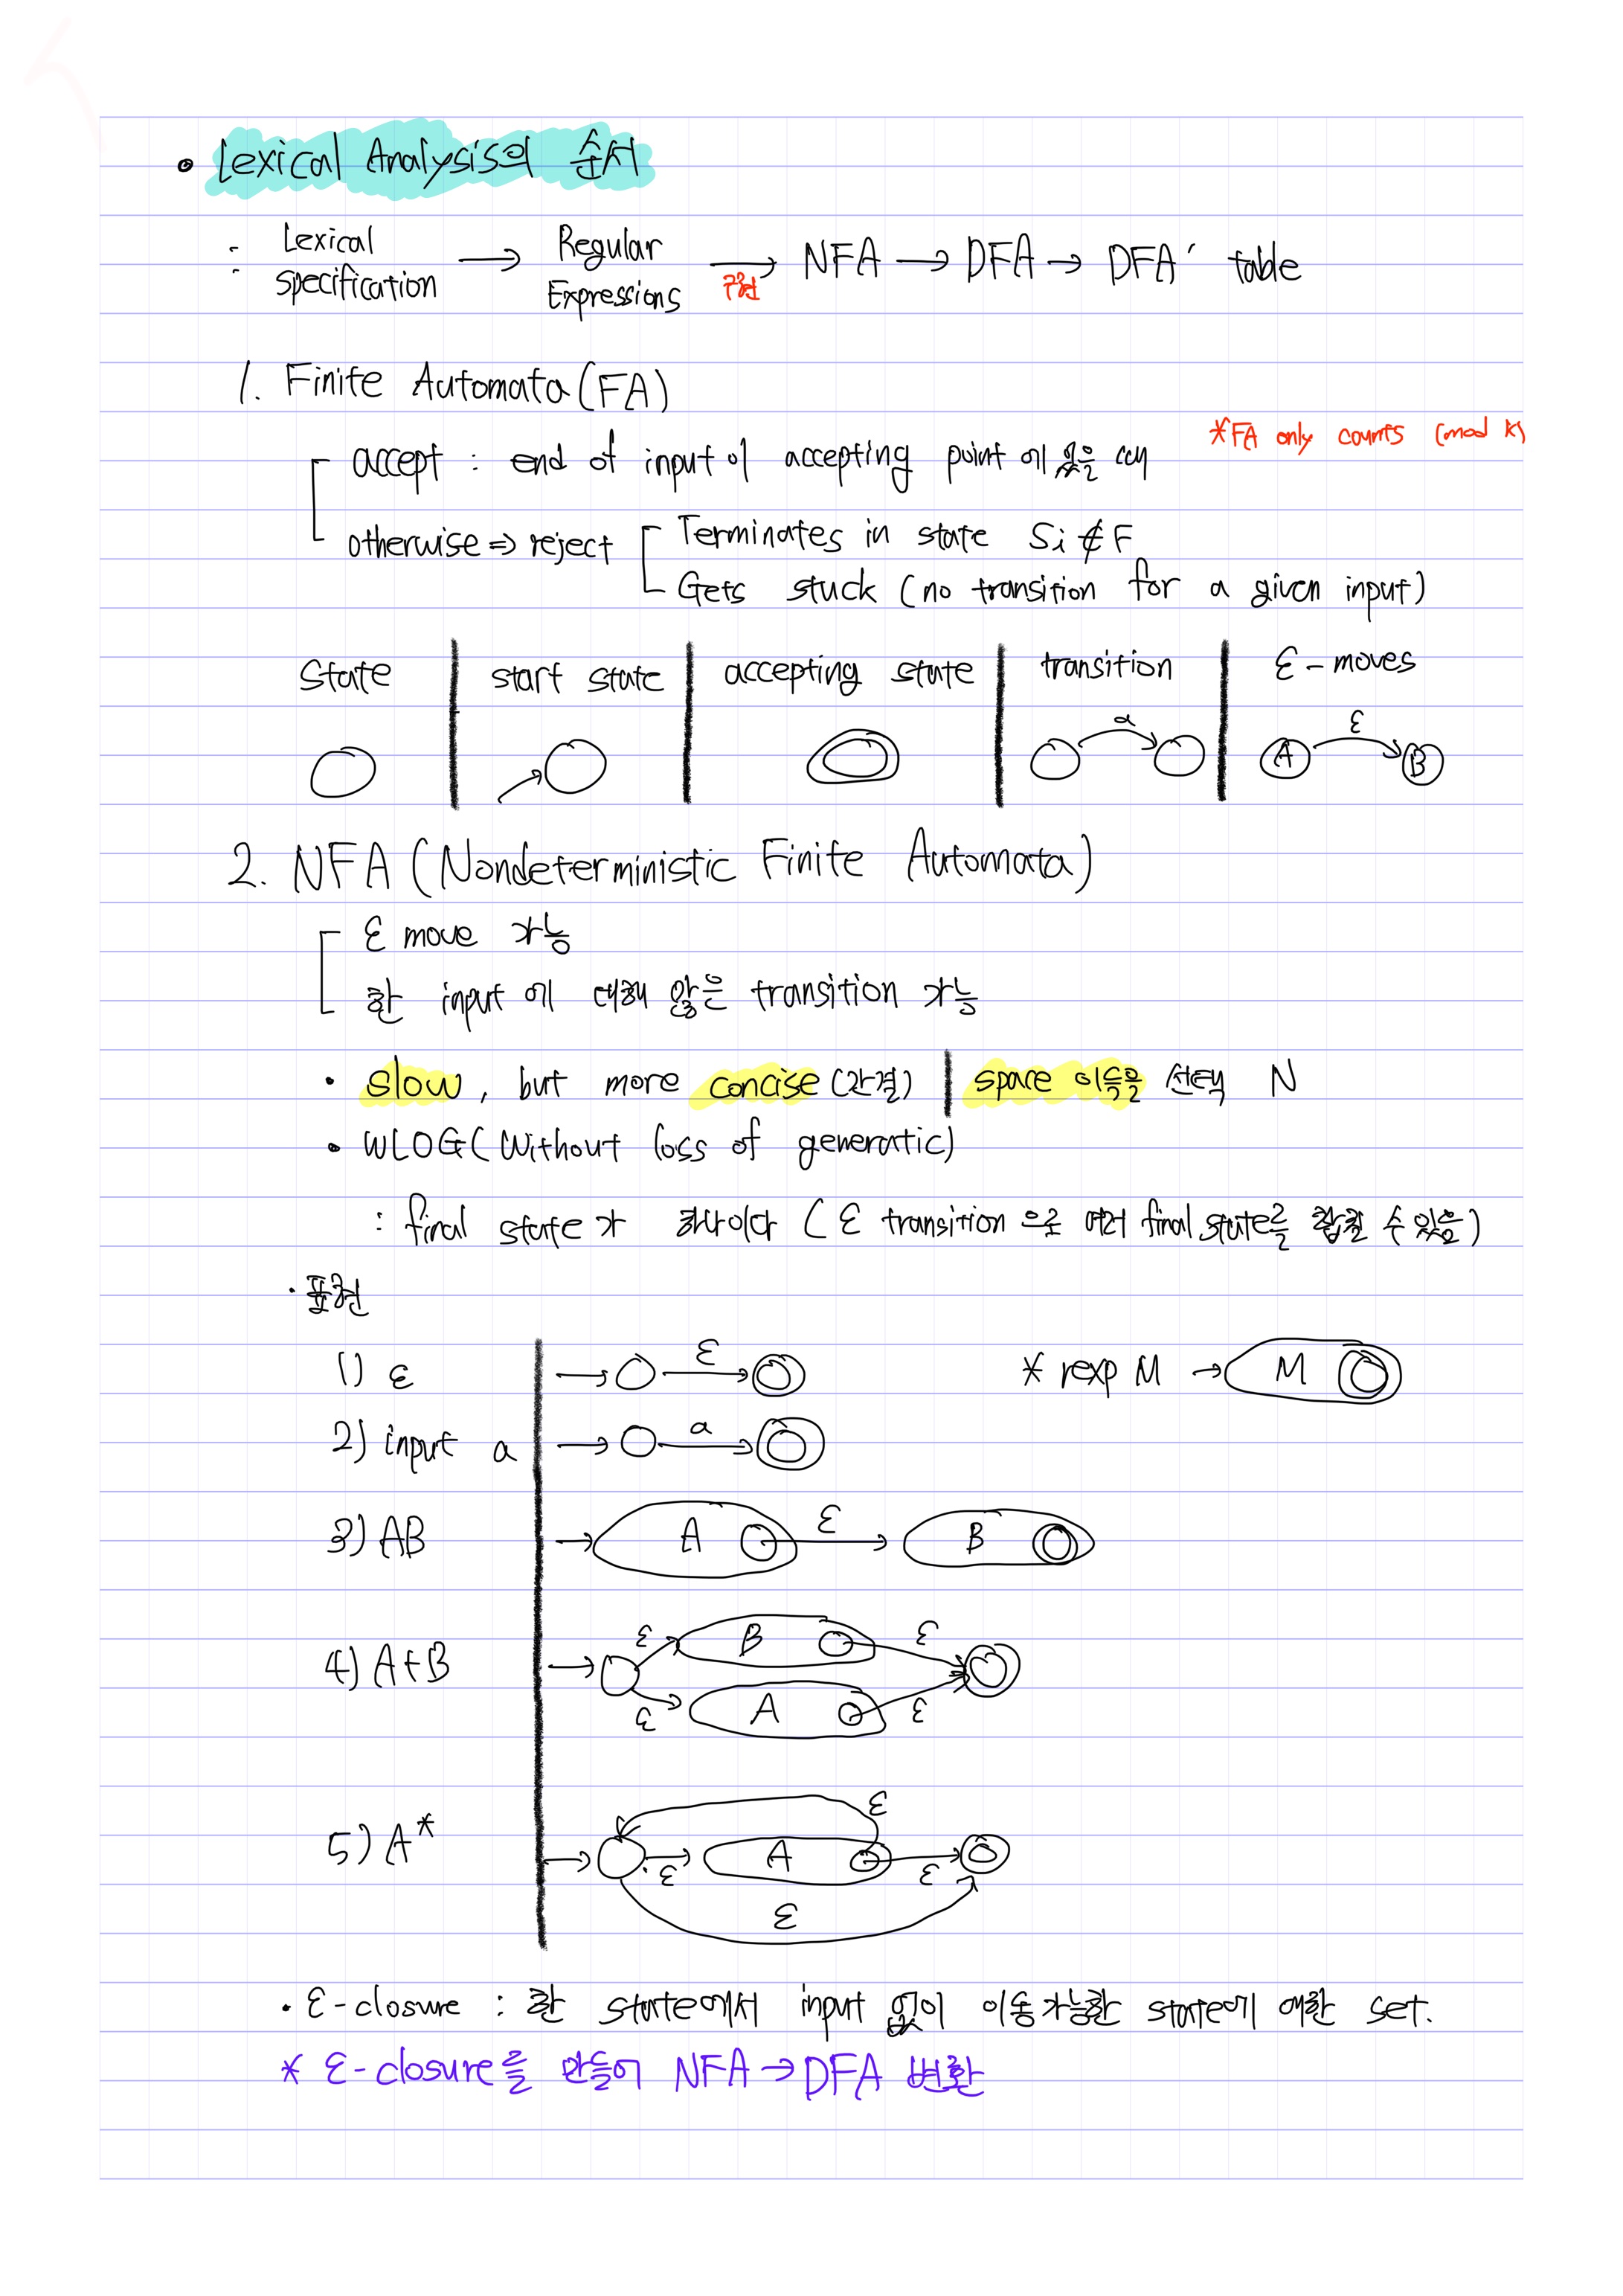 • Lexical Analysis의 순서
: Lexical Specification → Regular Expressions → NFA → DFA → DFA′ table
구현
1. Finite Automata (FA)
*FA only counts (mod k)
accept : end of input이 accepting point에 있을 때
otherwise ⇒ reject
Terminates in state Si ∉ F
Gets stuck (no transition for a given input)
State | start state | accepting state | transition | ε-moves
a
A ε B
2. NFA (Nondeterministic Finite Automata)
ε move 가능
한 input에 대해 많은 transition 가능
• slow, but more concise (간결) | space 이득을 선택 N
• WLOG (Without loss of generatic)
: final state가 하나이다 (ε transition으로 여러 final state를 합칠 수 있음)
• 표현
1) ε → ε
* rexp M → M
2) input a → a
3) AB → A ε B
4) A+B → ε B ε
ε A ε
5) A* → ε
ε A ε
ε
• ε-closure : 한 state에서 input 없이 이동가능한 state에 대한 set.
* ε-closure를 만들어 NFA → DFA 변환